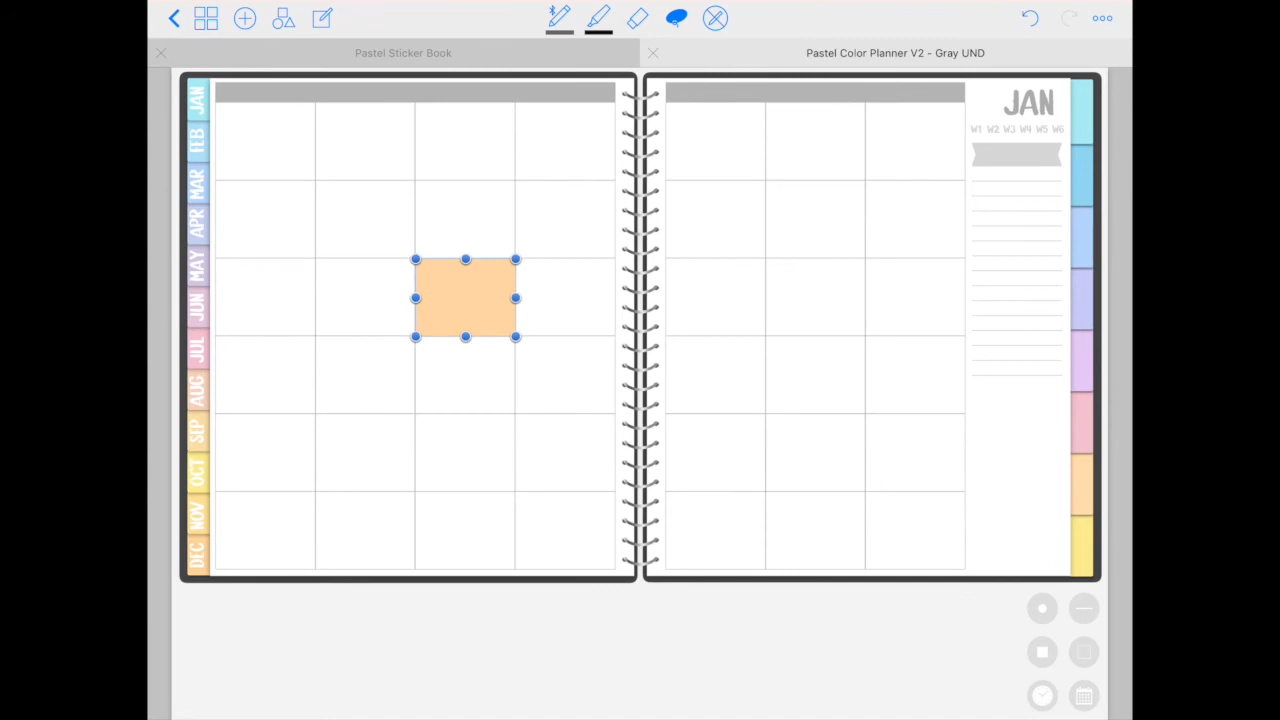 Pastel Sticker Book
Pastel Color Planner V2 - Gray UND
JAN
FEB
MAR
APR
MAY
JUN
JUL
AUG
SEP
OCT
NOV
DEC
JAN
W1 W2 W3 W4 W5 W6